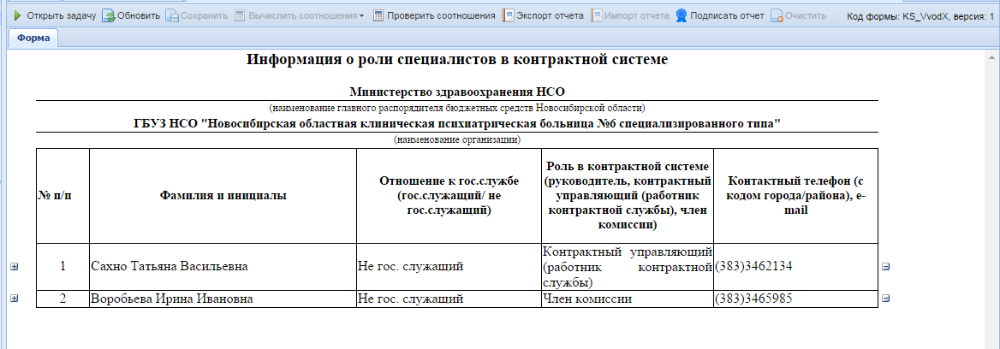 Открыть задачу Обновить Сохранить Вычислить соотношения Проверить соотношения Экспорт отчета Импорт отчета Подписать отчет Очистить Код формы: KS_VvodX, версия: 1
Форма
Информация о роли специалистов в контрактной системе
Министерство здравоохранения НСО
(наименование главного распорядителя бюджетных средств Новосибирской области)
ГБУЗ НСО "Новосибирская областная клиническая психиатрическая больница №6 специализированного типа"
(наименование организации)
№ п/п
Фамилия и инициалы
Отношение к гос.службе
(гос.служащий/ не
гос.служащий)
Роль в контрактной системе
(руководитель, контрактный
управляющий (работник
контрактной службы), член
комиссии)
Контактный телефон (с
кодом города/района), e-
mail
1
Сахно Татьяна Васильевна
Не гос. служащий
Контрактный управляющий
(работник контрактной
службы)
(383)3462134
2
Воробьева Ирина Ивановна
Не гос. служащий
Член комиссии
(383)3465985